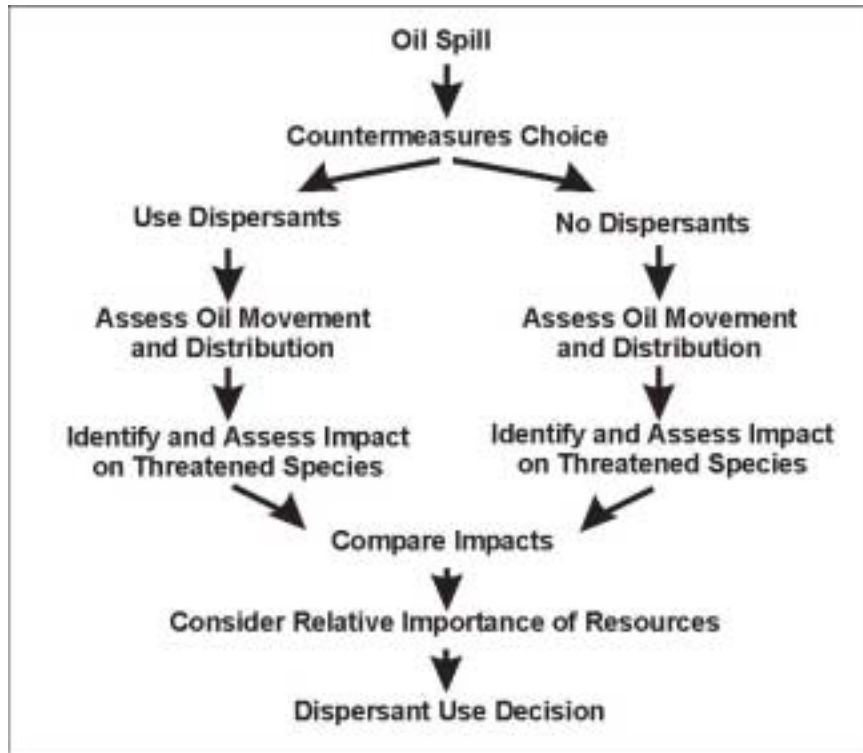 Oil Spill
Countermeasures Choice
Use Dispersants
No Dispersants
Assess Oil Movement
and Distribution
Assess Oil Movement
and Distribution
Identify and Assess Impact
on Threatened Species
Identify and Assess Impact
on Threatened Species
Compare Impacts
Consider Relative Importance of Resources
Dispersant Use Decision